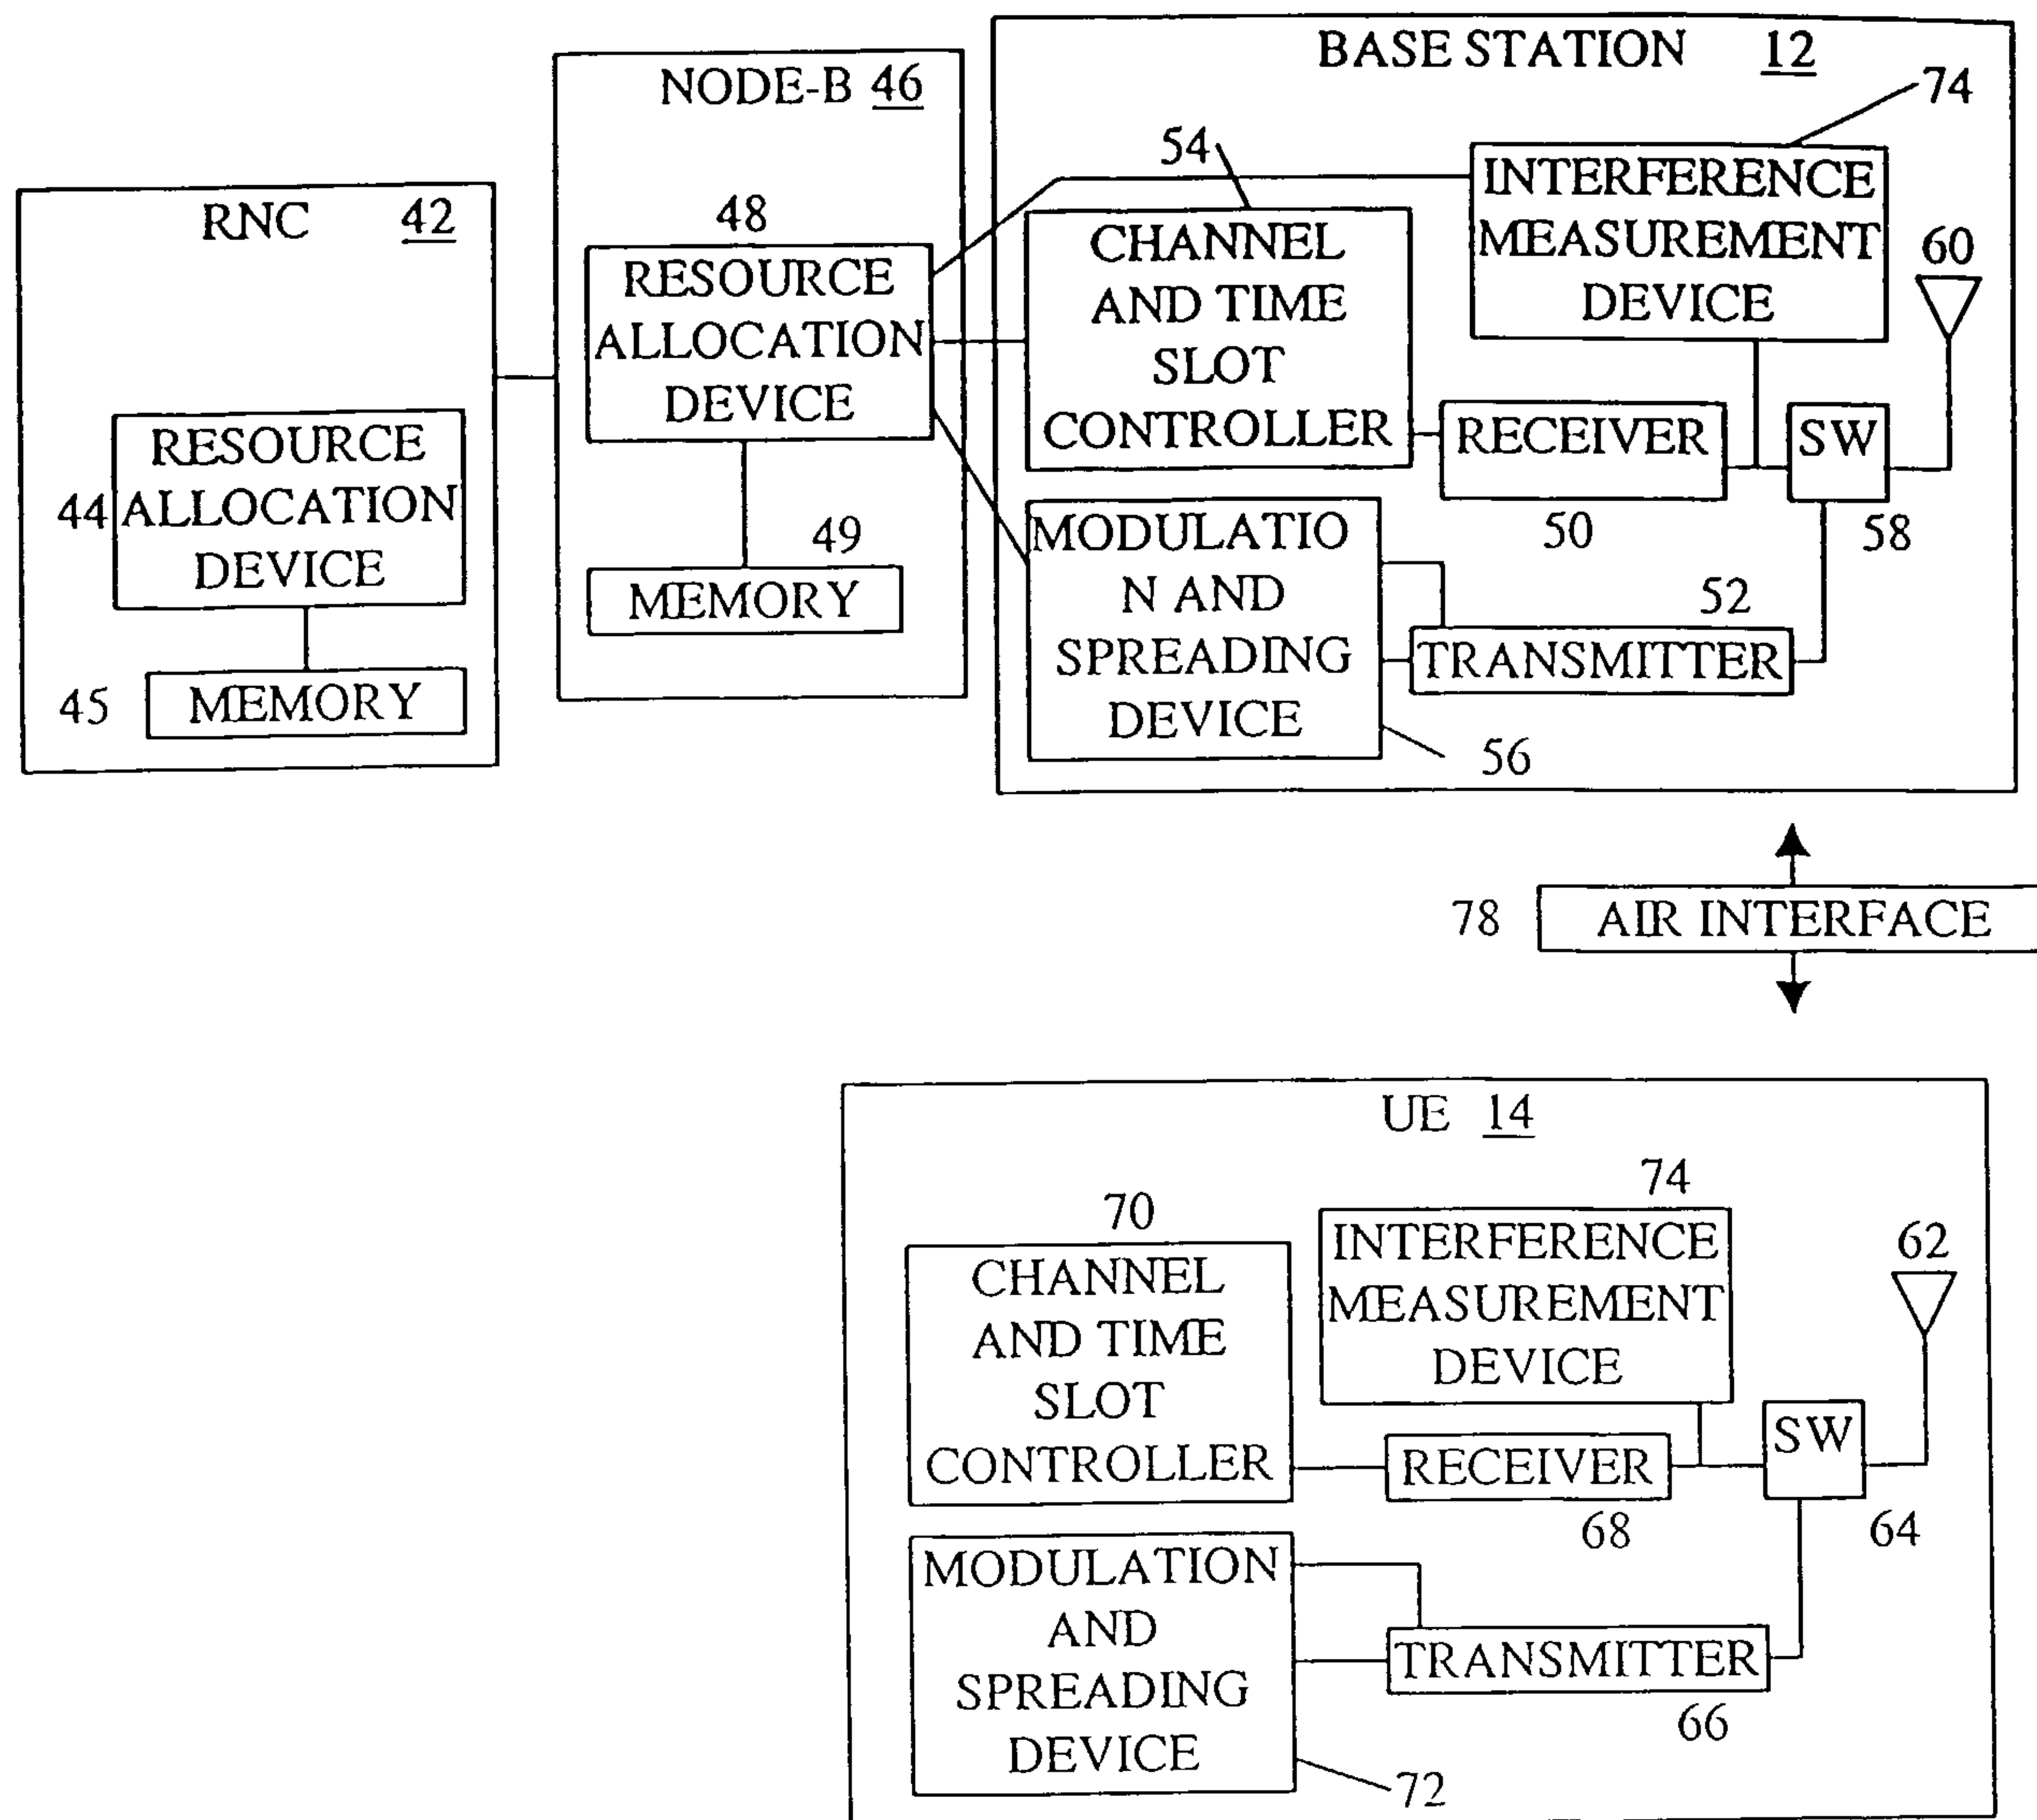 BASE STATION 12
74
NODE-B 46
54
INTERFERENCE
MEASUREMENT
DEVICE
RNC 42
48
RESOURCE
ALLOCATION
DEVICE
CHANNEL
AND TIME
SLOT
CONTROLLER
60
RECEIVER
SW
50
58
44
RESOURCE
ALLOCATION
DEVICE
49
MEMORY
MODULATIO
N AND
SPREADING
DEVICE
52
TRANSMITTER
45
MEMORY
56
78
AIR INTERFACE
UE 14
70
74
CHANNEL
AND TIME
SLOT
CONTROLLER
INTERFERENCE
MEASUREMENT
DEVICE
62
RECEIVER
SW
68
64
MODULATION
AND
SPREADING
DEVICE
TRANSMITTER
66
72